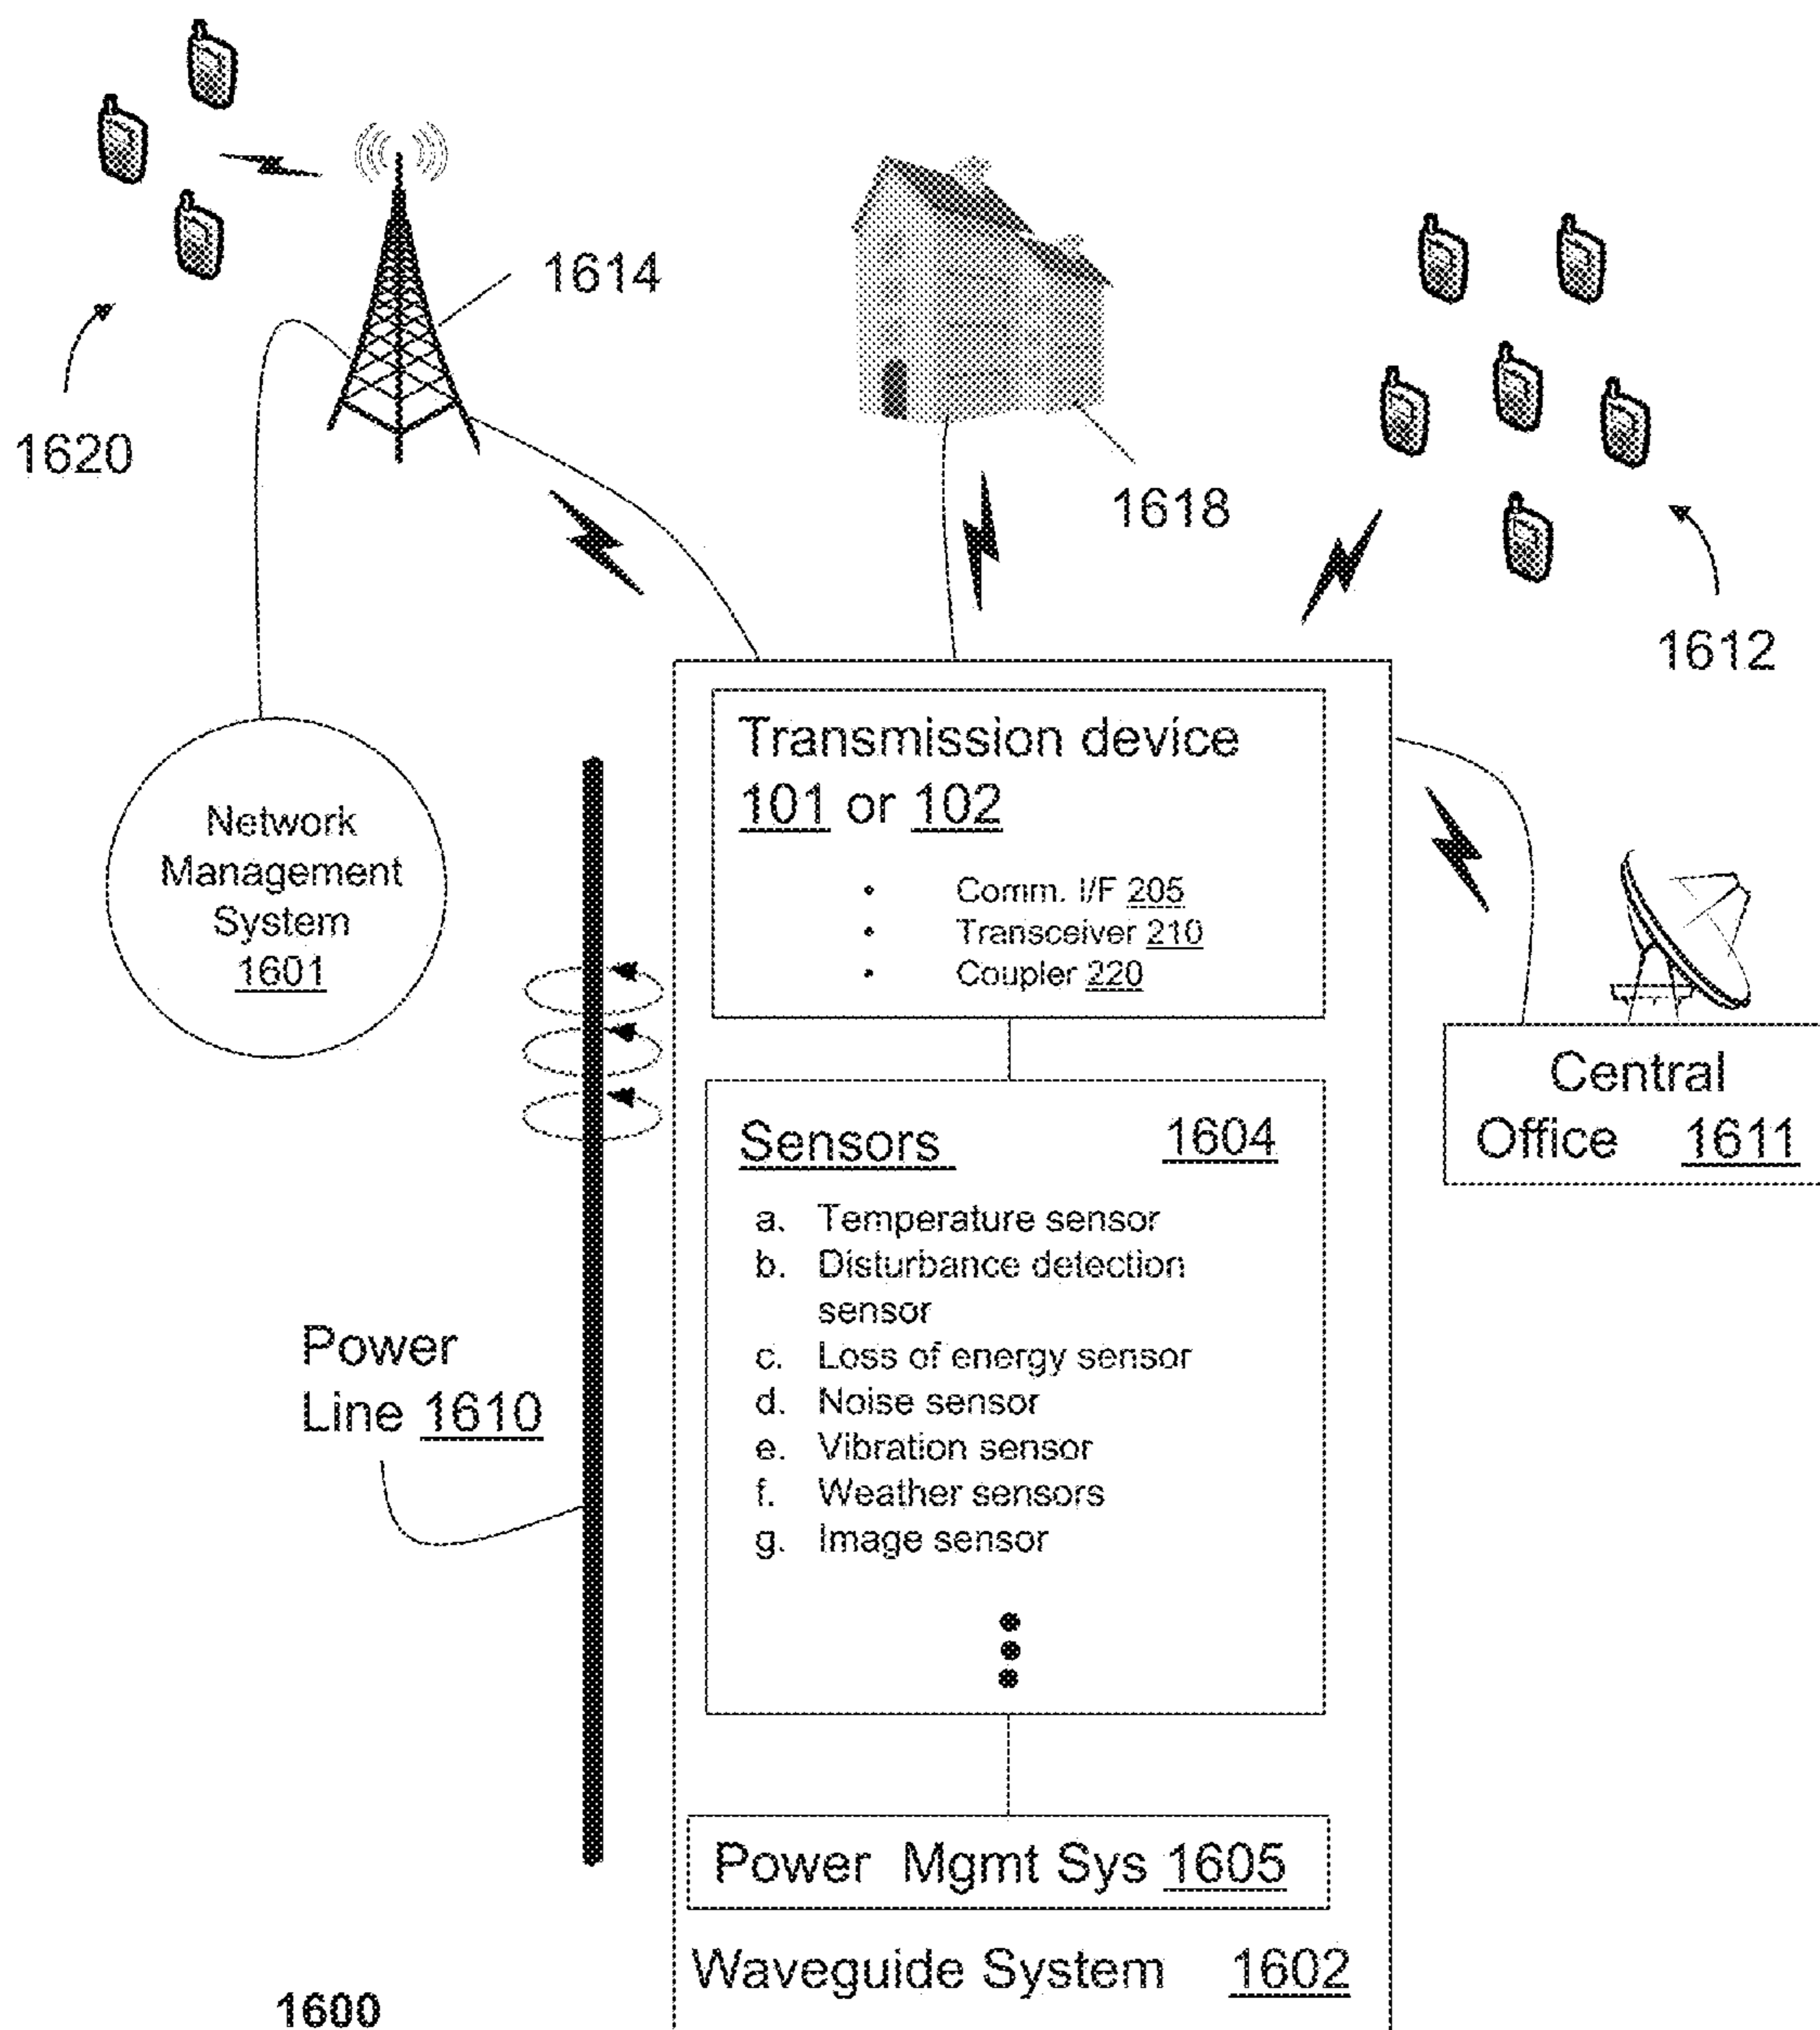 1614
1620
1618
1612
Transmission device
101 or 102
• Comm. I/F 205
• Transceiver 210
• Coupler 220
Network
Management
System
1601
Central
Office 1611
Sensors 1604
a. Temperature sensor
b. Disturbance detection
sensor
c. Loss of energy sensor
d. Noise sensor
e. Vibration sensor
f. Weather sensors
g. Image sensor
Power
Line 1610
Power Mgmt Sys 1605
Waveguide System 1602
1600